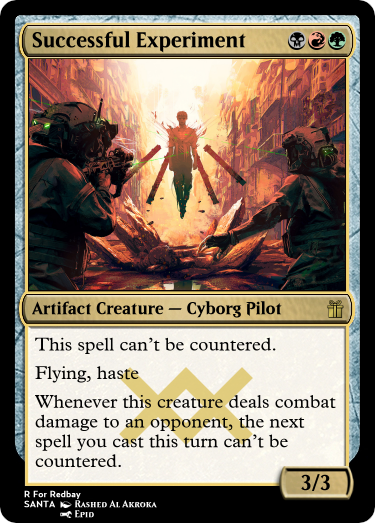 Successful Experiment
Artifact Creature — Cyborg Pilot
This spell can't be countered.
Flying, haste
Whenever this creature deals combat
damage to an opponent, the next
spell you cast this turn can't be
countered.
3/3
R For Redbay
SANTA Rashed Al Akroka
Epid